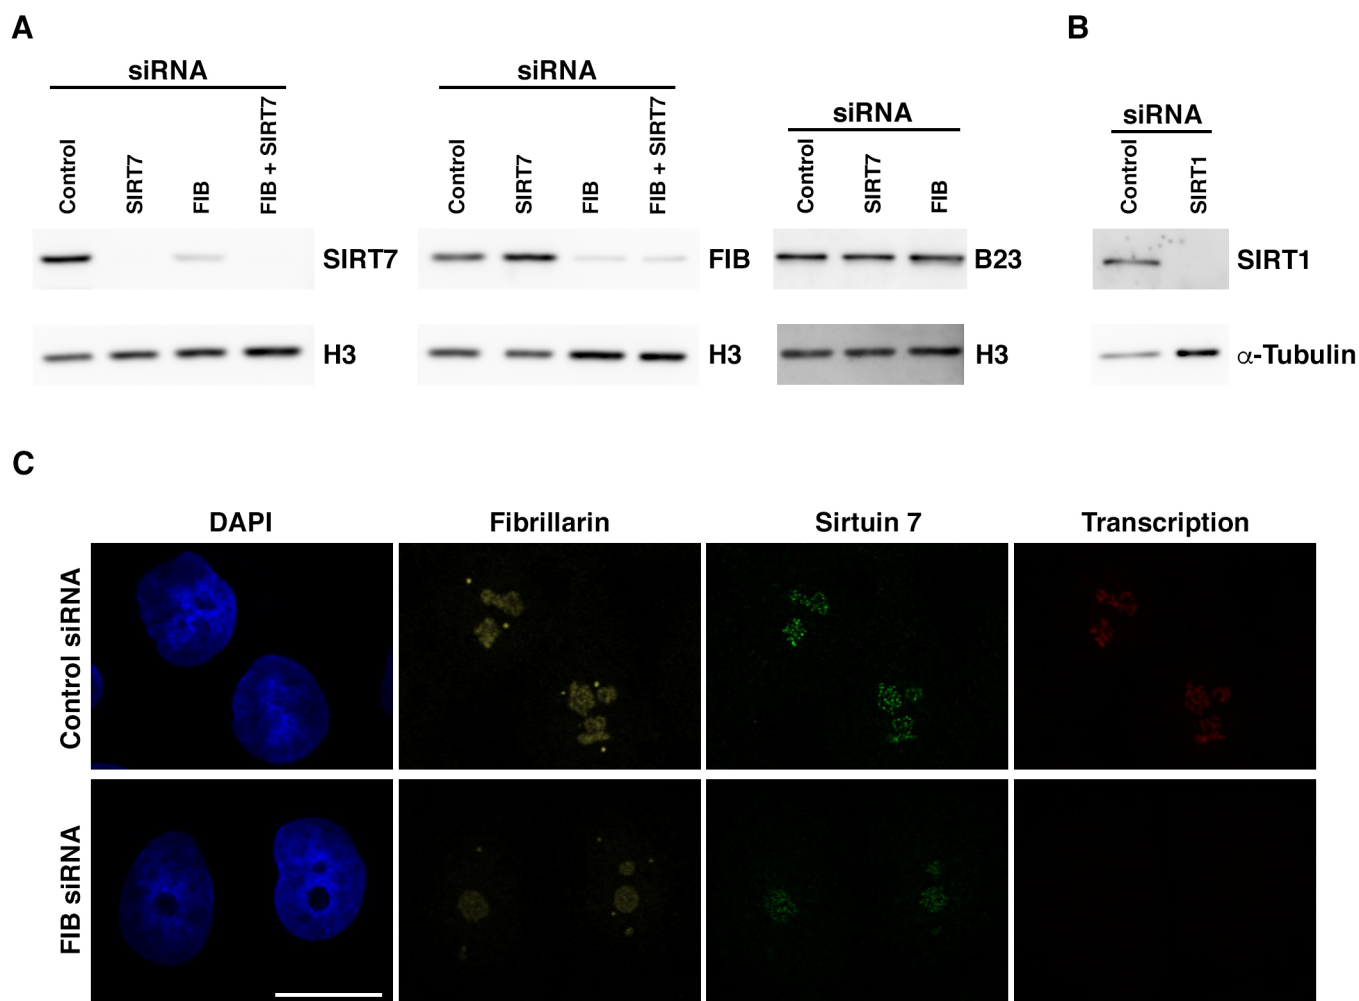 A
B
siRNA
siRNA
siRNA
siRNA
Control
SIRT7
FIB
FIB + SIRT7
Control
SIRT7
FIB
FIB + SIRT7
Control
SIRT7
FIB
Control
SIRT1
SIRT7
FIB
B23
SIRT1
H3
H3
H3
α-Tubulin
C
DAPI
Fibrillarin
Sirtuin 7
Transcription
Control siRNA
FIB siRNA